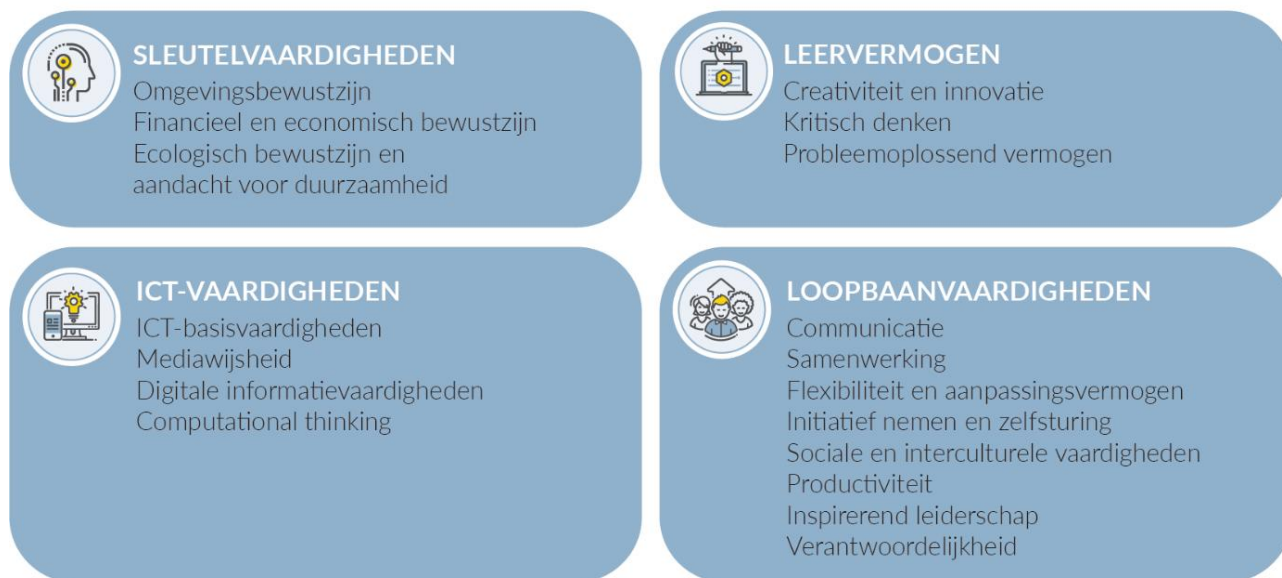 SLEUTELVAARDIGHEDEN
Omgevingsbewustzijn
Financieel en economisch bewustzijn
Ecologisch bewustzijn en
aandacht voor duurzaamheid
LEERVERMOGEN
Creativiteit en innovatie
Kritisch denken
Probleemoplossend vermogen
ICT-VAARDIGHEDEN
ICT-basisvaardigheden
Mediawijsheid
Digitale informatievaardigheden
Computational thinking
LOOPBAANVAARDIGHEDEN
Communicatie
Samenwerking
Flexibiliteit en aanpassingsvermogen
Initiatief nemen en zelfsturing
Sociale en interculturele vaardigheden
Productiviteit
Inspirerend leiderschap
Verantwoordelijkheid